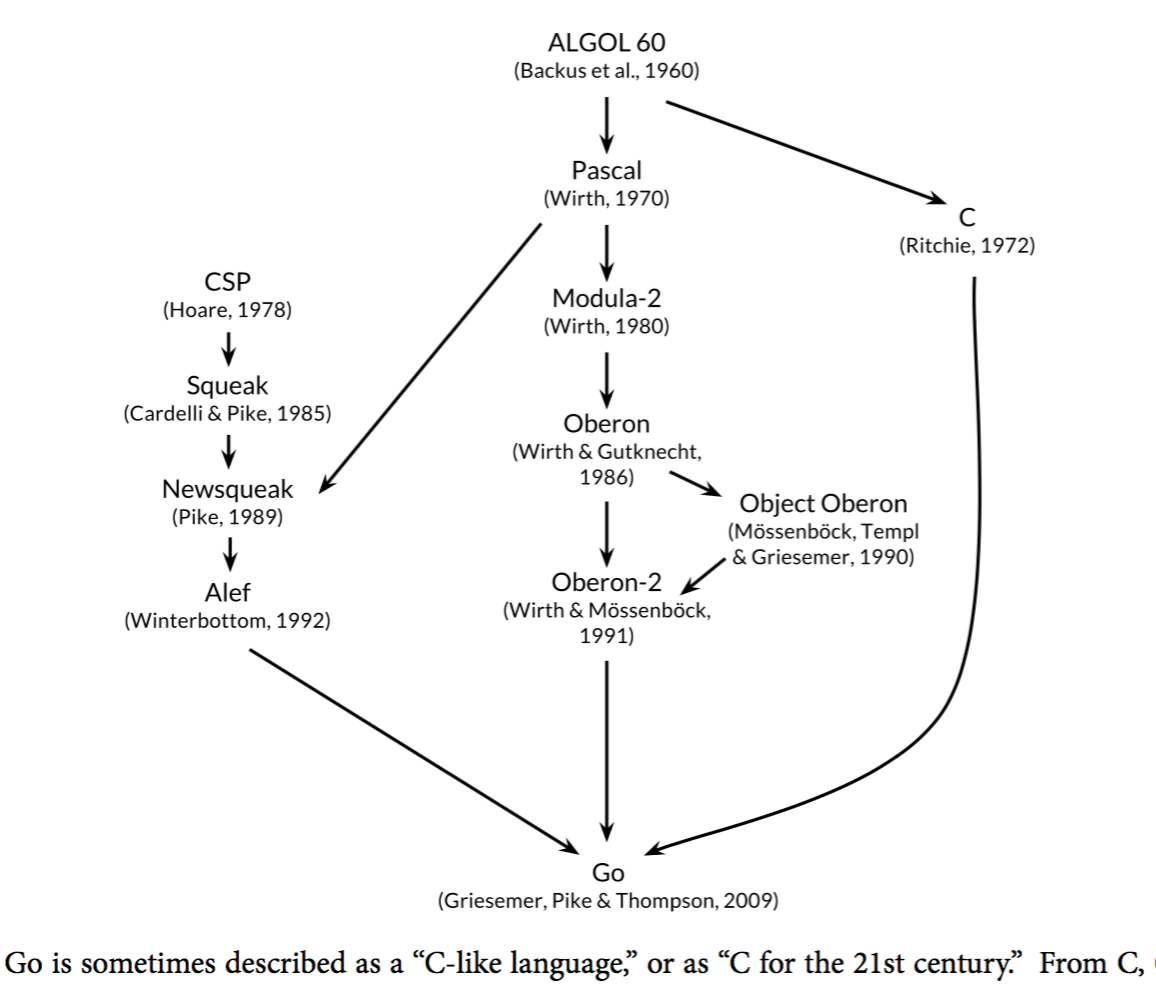 ALGOL 60
(Backus et al., 1960)
Pascal
(Wirth, 1970)
C
(Ritchie, 1972)
CSP
(Hoare, 1978)
Modula-2
(Wirth, 1980)
Squeak
(Cardelli & Pike, 1985)
Oberon
(Wirth & Gutknecht,
1986)
Newsqueak
(Pike, 1989)
Object Oberon
(Mössenböck, Templ
& Griesemer, 1990)
Alef
(Winterbottom, 1992)
Oberon-2
(Wirth & Mössenböck,
1991)
Go
(Griesemer, Pike & Thompson, 2009)
Go is sometimes described as a “C-like language,” or as “C for the 21st century.” From C,